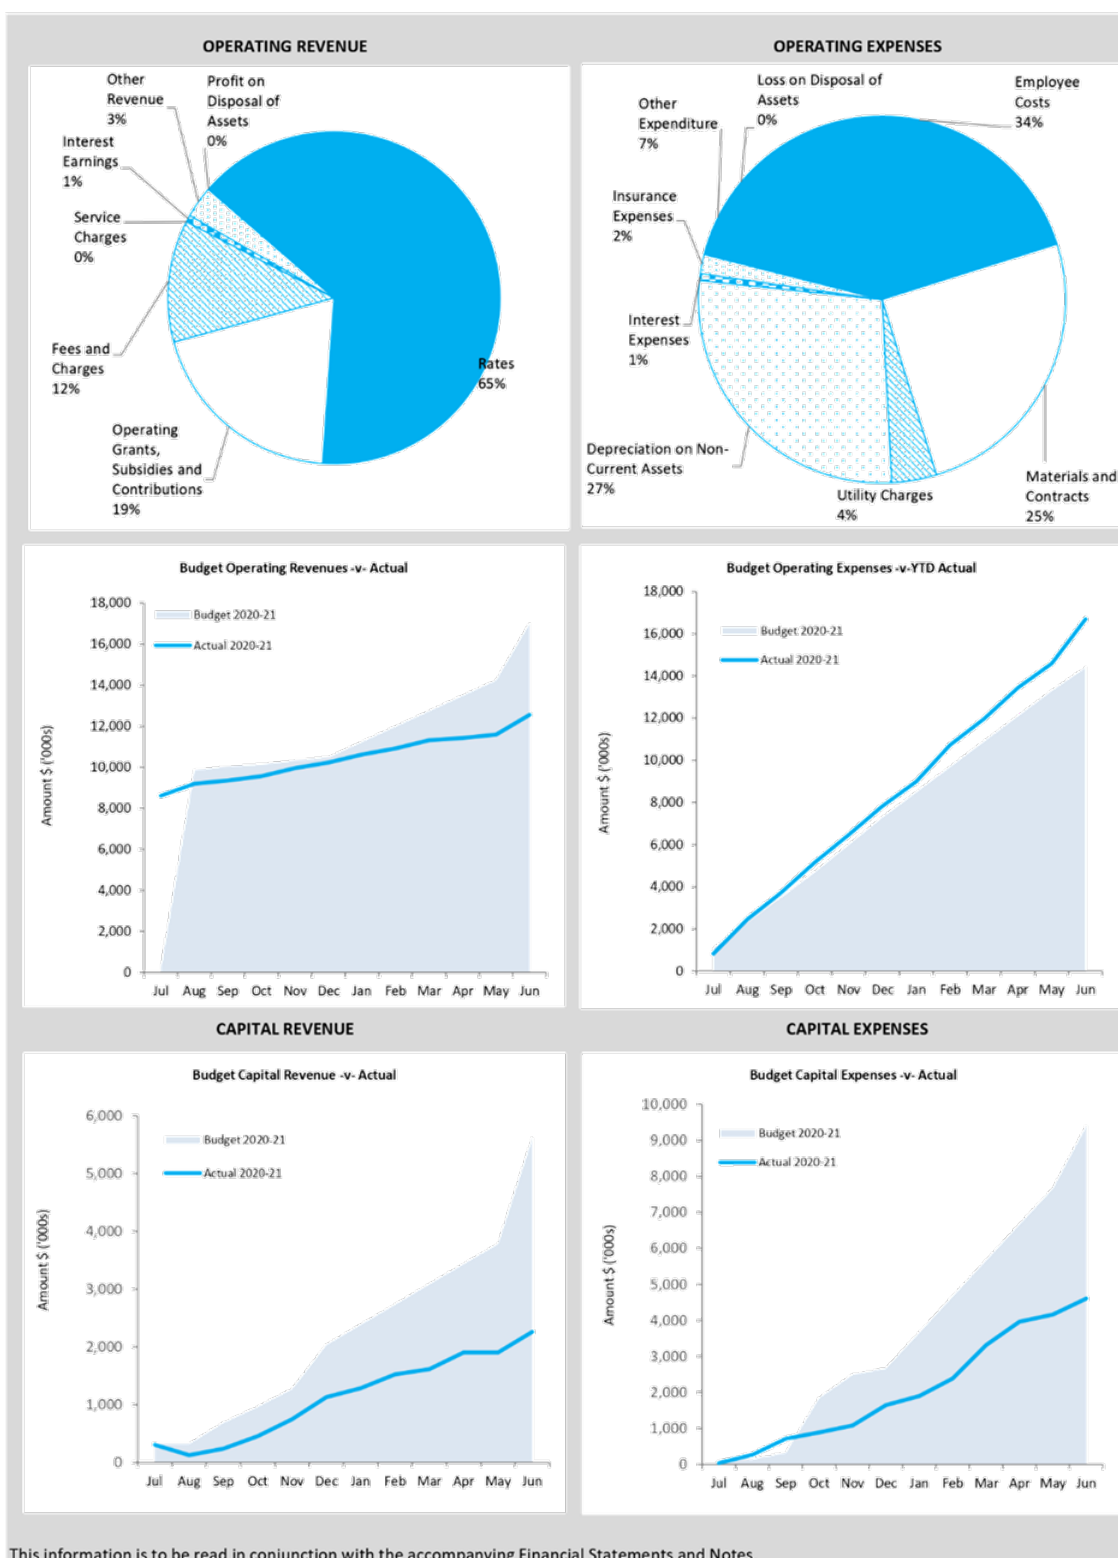 OPERATING REVENUE
OPERATING EXPENSES
Other
Revenue
3%
Profit on
Disposal of
Assets
0%
Interest
Earnings
1%
Service
Charges
0%
Fees and
Charges
12%
Operating
Grants,
Subsidies and
Contributions
19%
Rates
65%
Loss on Disposal of
Assets
0%
Employee
Costs
34%
Other
Expenditure
7%
Insurance
Expenses
2%
Interest
Expenses
1%
Depreciation on Non-
Current Assets
27%
Utility Charges
4%
Materials and
Contracts
25%
Budget Operating Revenues -v- Actual
Budget 2020-21
Actual 2020-21
Amount $ ('000s)
18,000
16,000
14,000
12,000
10,000
8,000
6,000
4,000
2,000
0
Jul Aug Sep Oct Nov Dec Jan Feb Mar Apr May Jun
Budget Operating Expenses -v-YTD Actual
Budget 2020-21
Actual 2020-21
Amount $ ('000s)
18,000
16,000
14,000
12,000
10,000
8,000
6,000
4,000
2,000
0
Jul Aug Sep Oct Nov Dec Jan Feb Mar Apr May Jun
CAPITAL REVENUE
CAPITAL EXPENSES
Budget Capital Revenue -v- Actual
Budget 2020-21
Actual 2020-21
Amount $ ('000s)
6,000
5,000
4,000
3,000
2,000
1,000
0
Jul Aug Sep Oct Nov Dec Jan Feb Mar Apr May Jun
Budget Capital Expenses -v- Actual
Budget 2020-21
Actual 2020-21
Amount $ ('000s)
10,000
9,000
8,000
7,000
6,000
5,000
4,000
3,000
2,000
1,000
0
Jul Aug Sep Oct Nov Dec Jan Feb Mar Apr May Jun
This information is to be read in conjunction with the accompanying Financial Statements and Notes